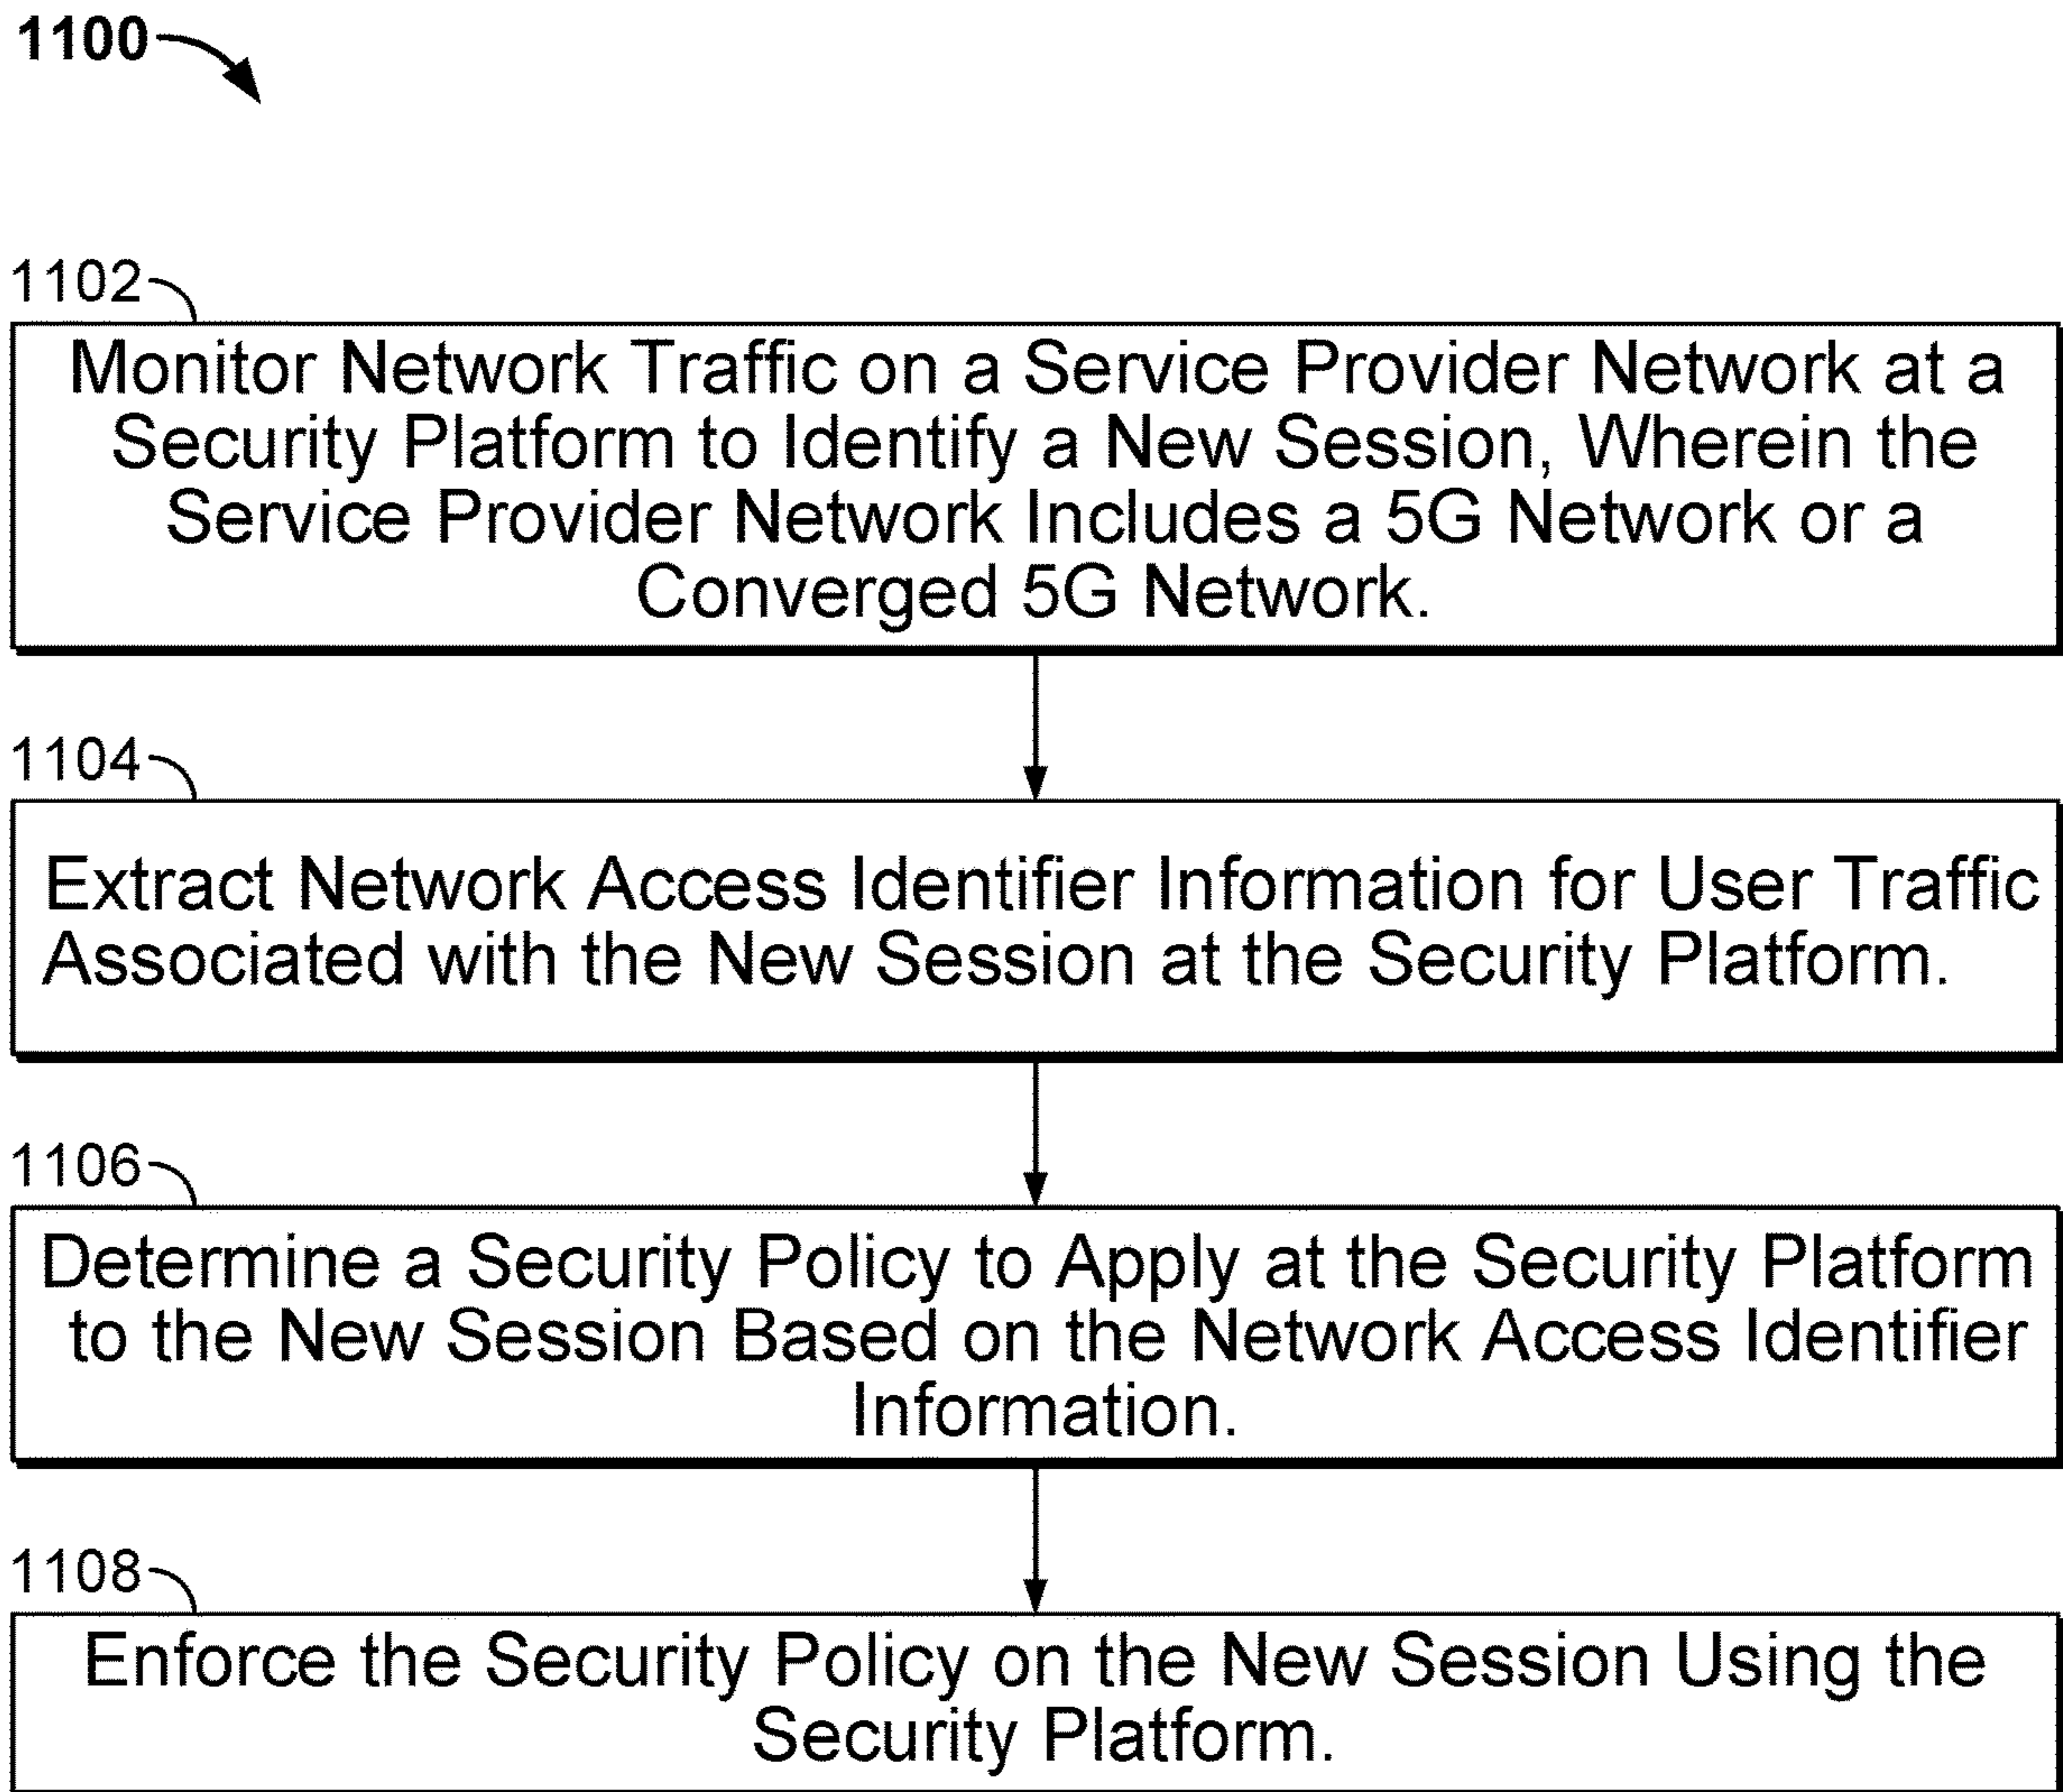 1100
1102
Monitor Network Traffic on a Service Provider Network at a
Security Platform to Identify a New Session, Wherein the
Service Provider Network Includes a 5G Network or a
Converged 5G Network.
1104
Extract Network Access Identifier Information for User Traffic
Associated with the New Session at the Security Platform.
1106
Determine a Security Policy to Apply at the Security Platform
to the New Session Based on the Network Access Identifier
Information.
1108
Enforce the Security Policy on the New Session Using the
Security Platform.